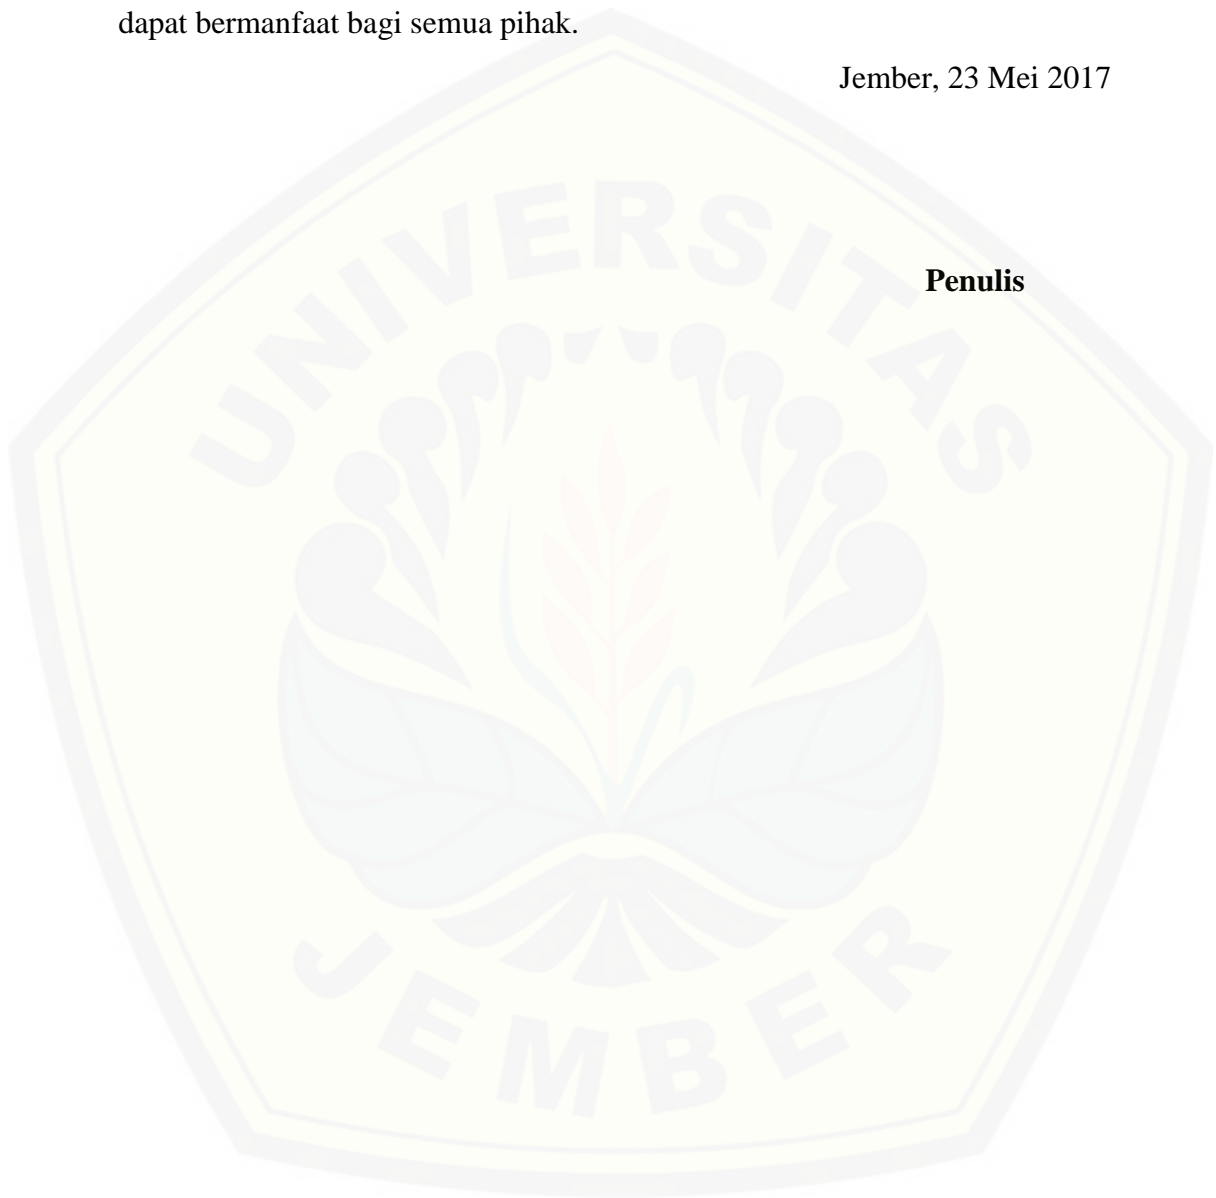 dapat bermanfaat bagi semua pihak.
Jember, 23 Mei 2017
Penulis
UNIVERSITAS
JEMBER